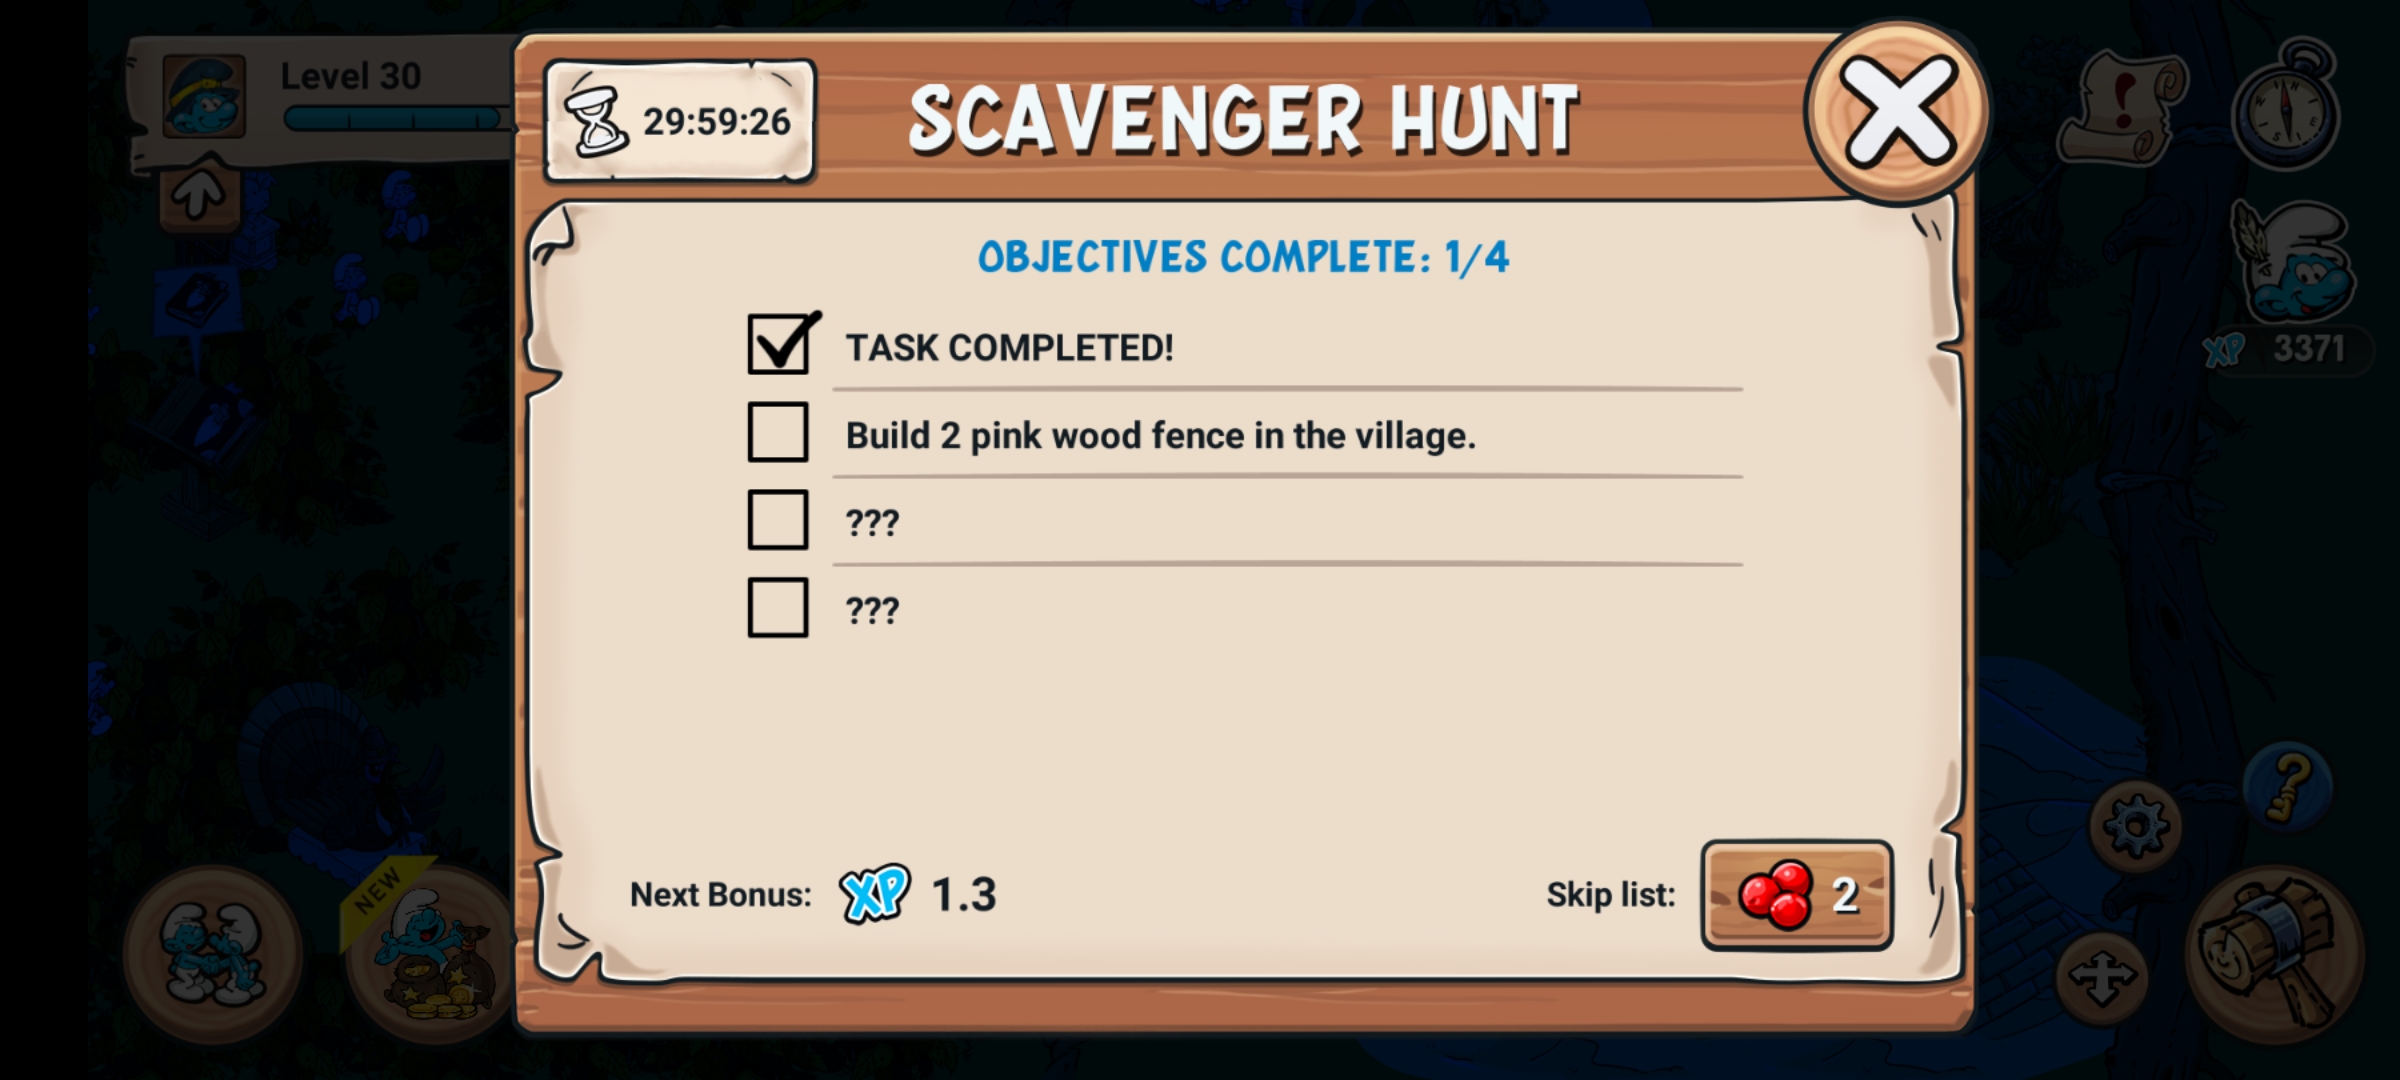 Level 30
29:59:26
SCAVENGER HUNT
OBJECTIVES COMPLETE: 1/4
TASK COMPLETED!
Build 2 pink wood fence in the village.
???
???
XP 3371
NEW
Next Bonus: XP 1.3
Skip list: 2